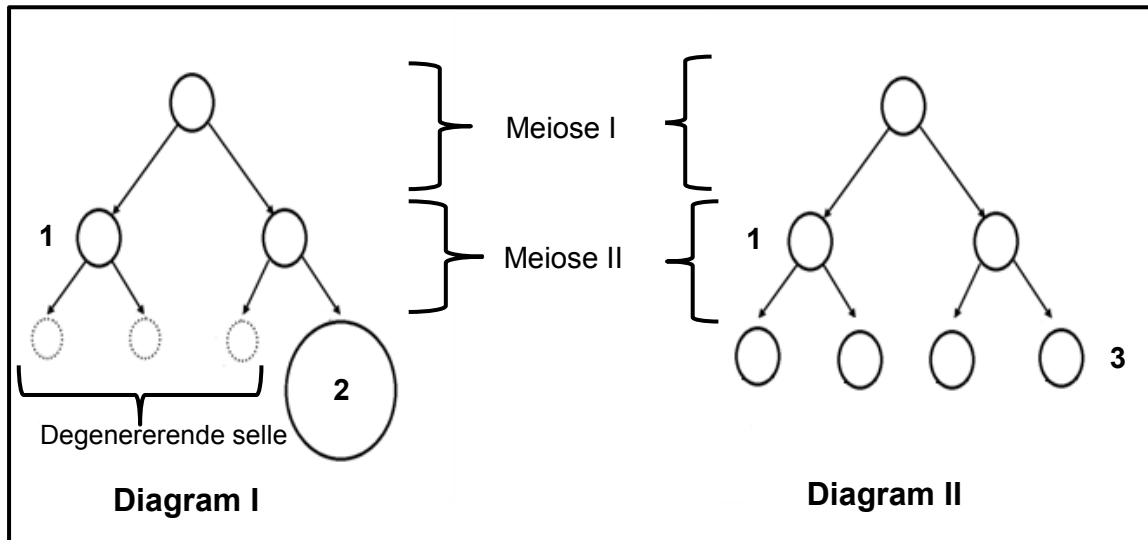 Meiose I
1
1
Meiose II
2
3
Degenererende selle
Diagram I
Diagram II